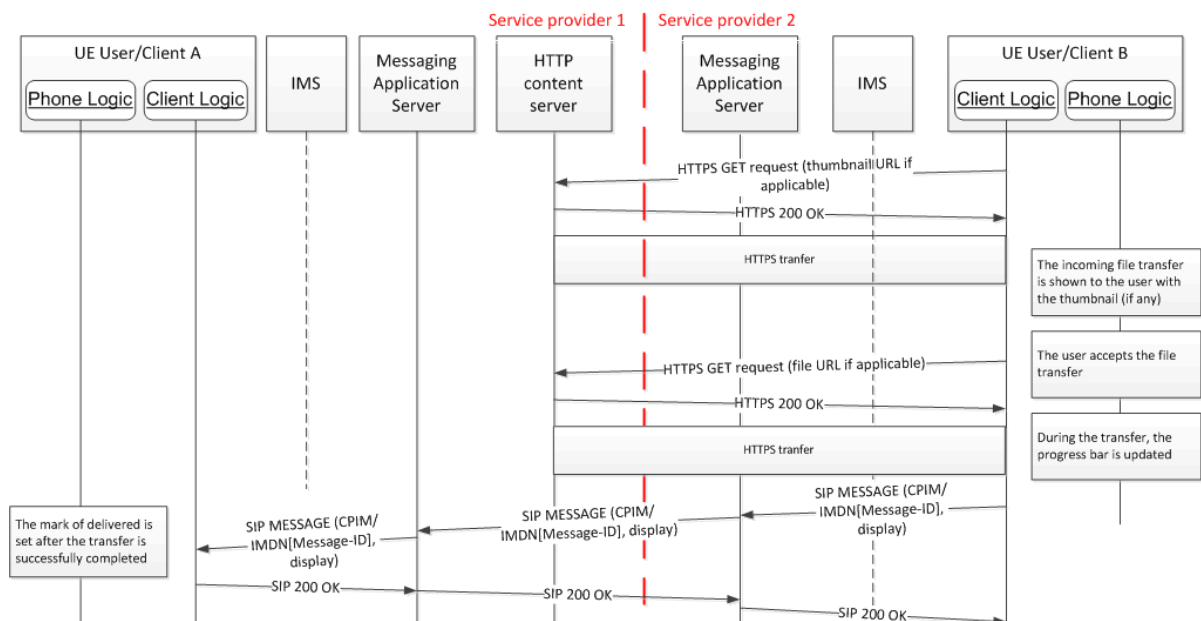 Service provider 1
Service provider 2
UE User/Client A
Phone Logic
Client Logic
IMS
Messaging
Application
Server
HTTP
content
server
Messaging
Application
Server
IMS
UE User/Client B
Client Logic
Phone Logic
HTTPS GET request (thumbnail URL if
applicable)
HTTPS 200 OK
HTTPS tranfer
The incoming file transfer
is shown to the user with
the thumbnail (if any)
The user accepts the file
transfer
HTTPS GET request (file URL if applicable)
HTTPS 200 OK
HTTPS tranfer
During the transfer, the
progress bar is updated
SIP MESSAGE (CPIM/
IMDN[Message-ID],
display)
SIP MESSAGE (CPIM/
IMDN[Message-ID],
display)
SIP MESSAGE (CPIM/
IMDN[Message-ID],
display)
The mark of delivered is
set after the transfer is
successfully completed
SIP 200 OK
SIP 200 OK
SIP 200 OK